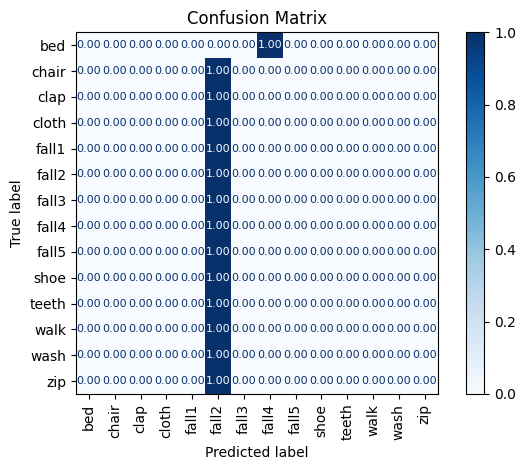 Confusion Matrix
bed 0.00 0.00 0.00 0.00 0.00 0.00 0.00 1.00 0.00 0.00 0.00 0.00 0.00 0.00 1.0
chair 0.00 0.00 0.00 0.00 0.00 1.00 0.00 0.00 0.00 0.00 0.00 0.00 0.00 0.00
clap 0.00 0.00 0.00 0.00 0.00 1.00 0.00 0.00 0.00 0.00 0.00 0.00 0.00 0.00 0.8
cloth 0.00 0.00 0.00 0.00 0.00 1.00 0.00 0.00 0.00 0.00 0.00 0.00 0.00 0.00
fall1 0.00 0.00 0.00 0.00 0.00 1.00 0.00 0.00 0.00 0.00 0.00 0.00 0.00 0.00
fall2 0.00 0.00 0.00 0.00 0.00 1.00 0.00 0.00 0.00 0.00 0.00 0.00 0.00 0.00 0.6
fall3 0.00 0.00 0.00 0.00 0.00 1.00 0.00 0.00 0.00 0.00 0.00 0.00 0.00 0.00
True label
fall4 0.00 0.00 0.00 0.00 0.00 1.00 0.00 0.00 0.00 0.00 0.00 0.00 0.00 0.00
fall5 0.00 0.00 0.00 0.00 0.00 1.00 0.00 0.00 0.00 0.00 0.00 0.00 0.00 0.00 0.4
shoe 0.00 0.00 0.00 0.00 0.00 1.00 0.00 0.00 0.00 0.00 0.00 0.00 0.00 0.00
teeth 0.00 0.00 0.00 0.00 0.00 1.00 0.00 0.00 0.00 0.00 0.00 0.00 0.00 0.00
walk 0.00 0.00 0.00 0.00 0.00 1.00 0.00 0.00 0.00 0.00 0.00 0.00 0.00 0.00 0.2
wash 0.00 0.00 0.00 0.00 0.00 1.00 0.00 0.00 0.00 0.00 0.00 0.00 0.00 0.00
zip 0.00 0.00 0.00 0.00 0.00 1.00 0.00 0.00 0.00 0.00 0.00 0.00 0.00 0.00 0.0
bed chair clap cloth fall1 fall2 fall3 fall4 fall5 shoe teeth walk wash zip
Predicted label